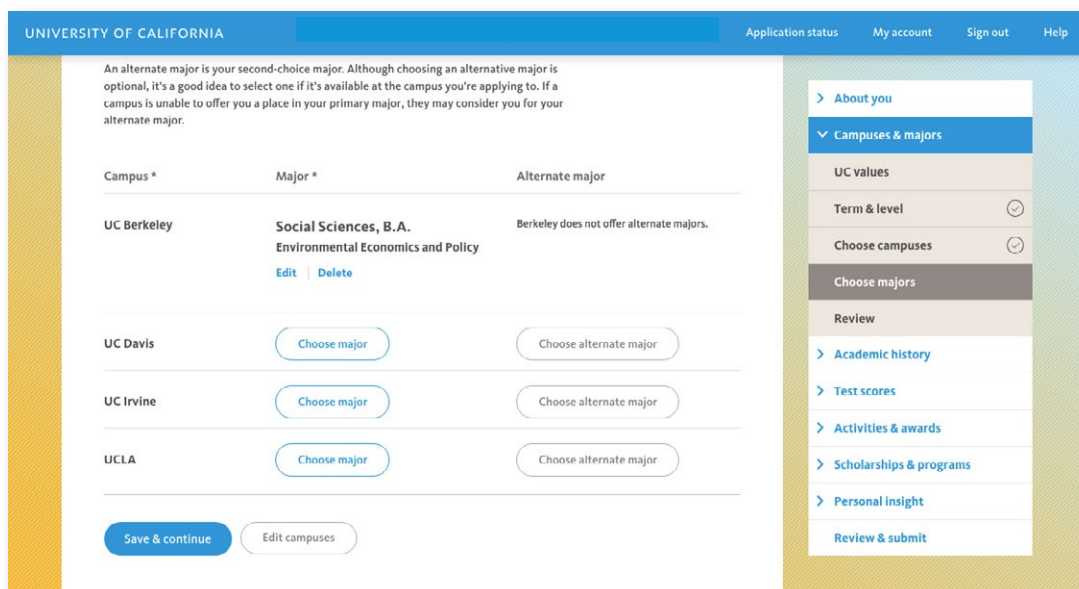 UNIVERSITY OF CALIFORNIA
Application status My account Sign out Help
An alternate major is your second-choice major. Although choosing an alternative major is
optional, it's a good idea to select one if it's available at the campus you're applying to. If a
campus is unable to offer you a place in your primary major, they may consider you for your
alternate major.
Campus * Major * Alternate major
UC Berkeley Social Sciences, B.A. Berkeley does not offer alternate majors.
Environmental Economics and Policy
Edit Delete
UC Davis Choose major Choose alternate major
UC Irvine Choose major Choose alternate major
UCLA Choose major Choose alternate major
Save & continue Edit campuses
About you
Campuses & majors
UC values
Term & level
Choose campuses
Choose majors
Review
Academic history
Test scores
Activities & awards
Scholarships & programs
Personal insight
Review & submit